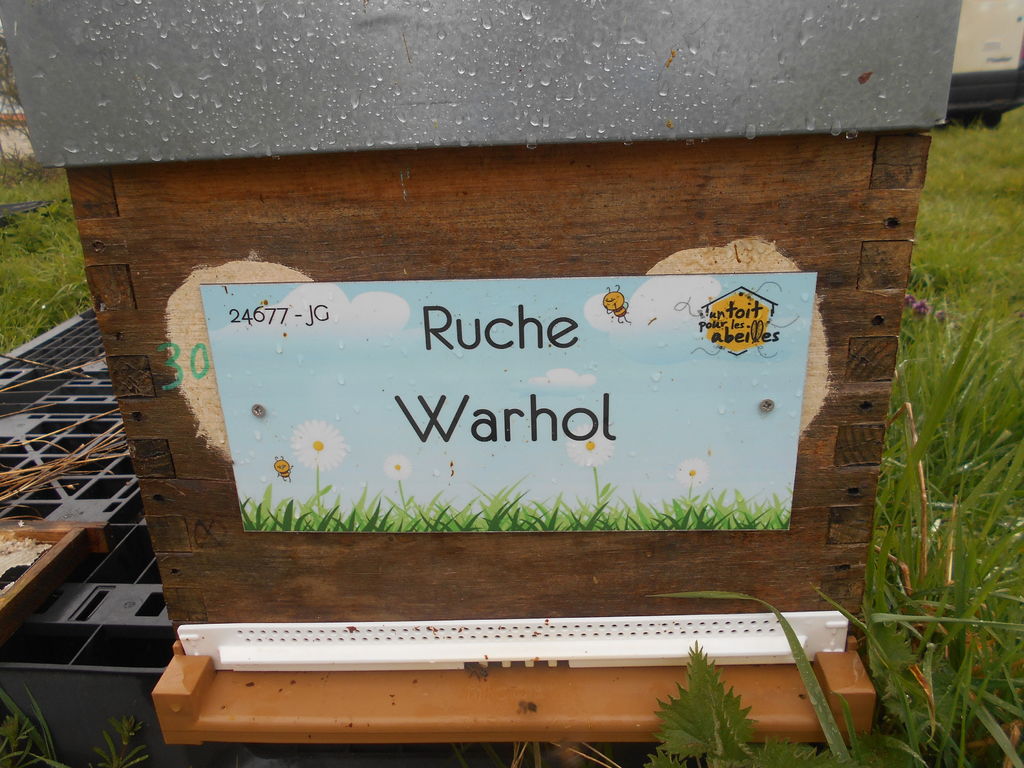 24677 - JG
Ruche
Warhol
un toit
pour les
abeilles
30